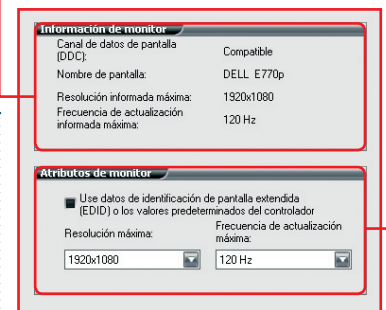 Información de monitor
Canal de datos de pantalla
(DDC):
Compatible
Nombre de pantalla:
DELL E770p
Resolución informada máxima:
1920x1080
Frecuencia de actualización
informada máxima:
120 Hz
Atributos de monitor
Use datos de identificación de pantalla extendida
(EDID) o los valores predeterminados del controlador
Resolución máxima:
Frecuencia de actualización
máxima:
1920x1080
120 Hz